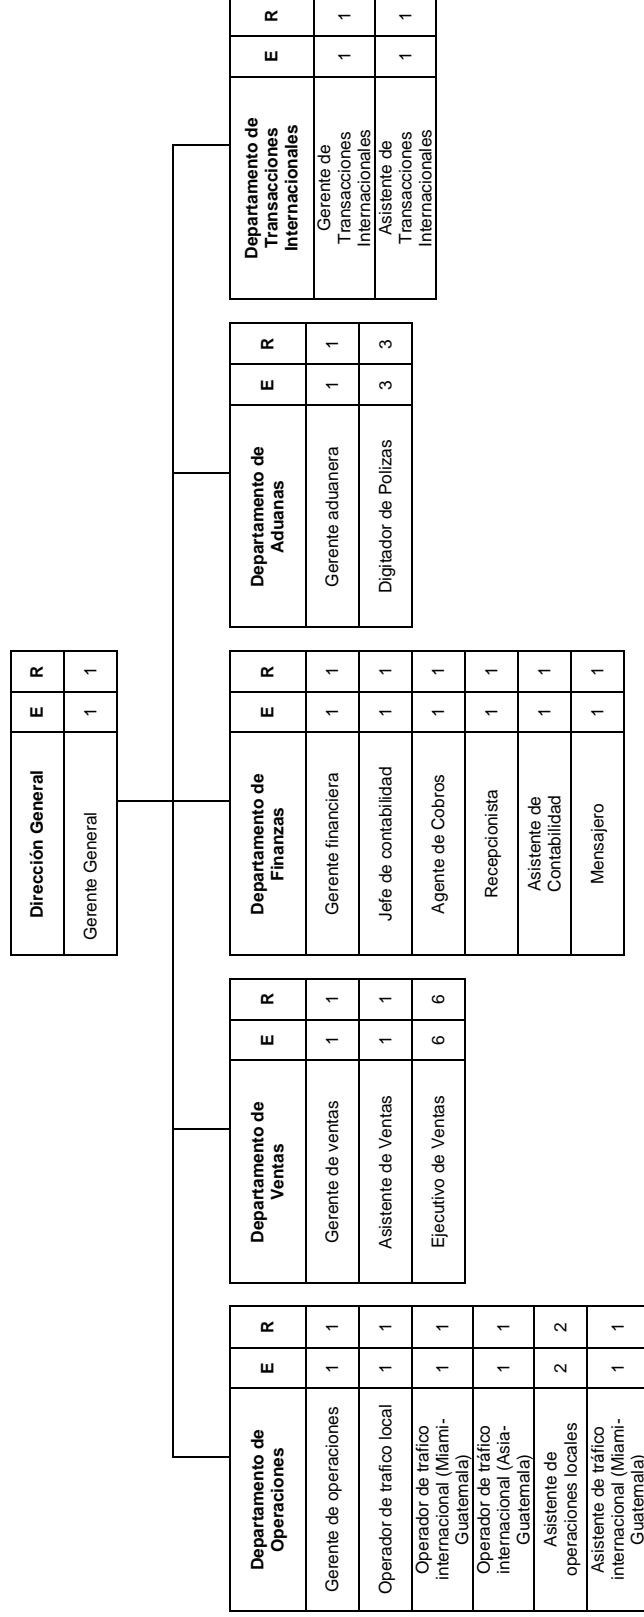 Dirección General E R
Gerente General 1 1
Departamento de
Operaciones E R
Gerente de operaciones 1 1
Operador de trafico local 1 1
Operador de trafico
internacional (Miami-
Guatemala) 1 1
Operador de tráfico
internacional (Asia-
Guatemala) 1 1
Asistente de
operaciones locales 2 2
Asistente de tráfico
internacional (Miami-
Guatemala) 1 1
Departamento de
Ventas E R
Gerente de ventas 1 1
Asistente de Ventas 1 1
Ejecutivo de Ventas 6 6
Departamento de
Finanzas E R
Gerente financiera 1 1
Jefe de contabilidad 1 1
Agente de Cobros 1 1
Recepcionista 1 1
Asistente de
Contabilidad 1 1
Mensajero 1 1
Departamento de
Aduanas E R
Gerente aduanera 1 1
Digitador de Polizas 3 3
Departamento de
Transacciones
Internacionales E R
Gerente de
Transacciones
Internacionales 1 1
Asistente de
Transacciones
Internacionales 1 1